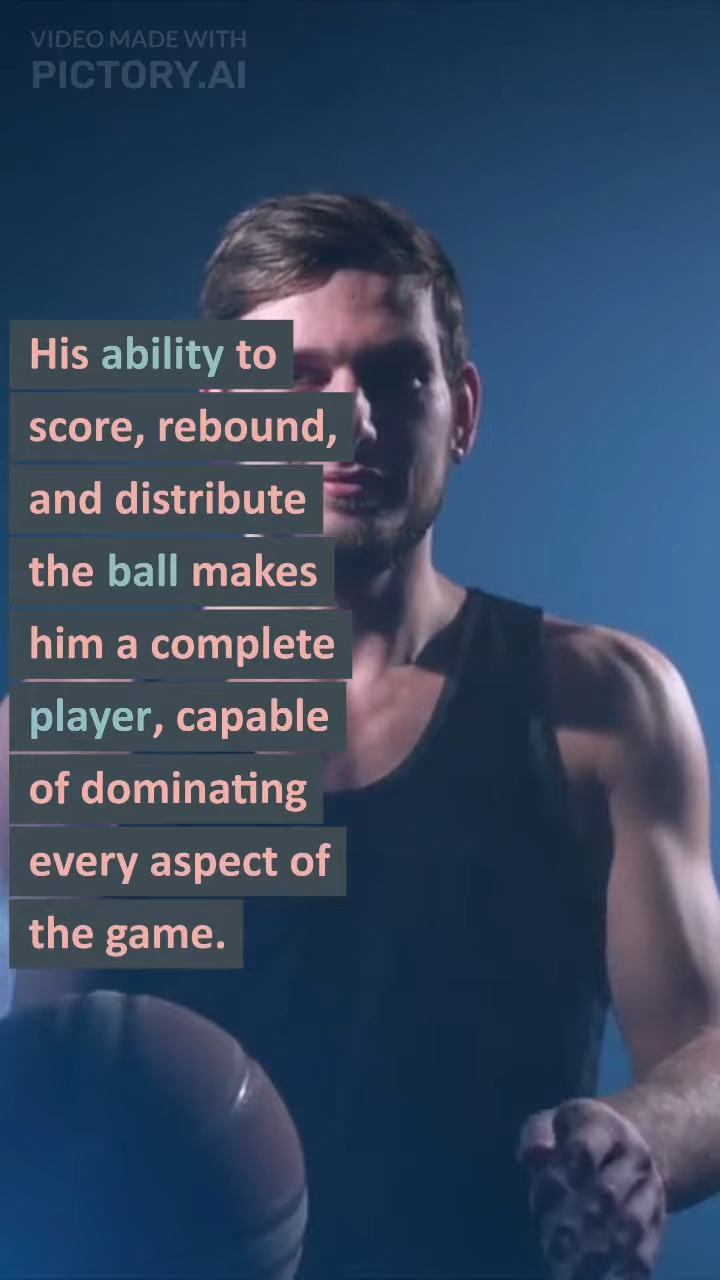 VIDEO MADE WITH
PICTORY.AI
His ability to
score, rebound,
and distribute
the ball makes
him a complete
player, capable
of dominating
every aspect of
the game.